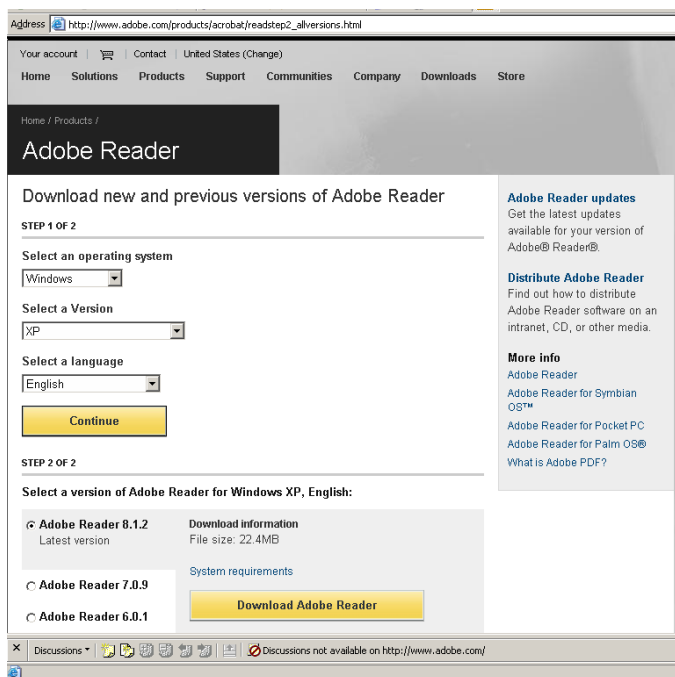 Address http://www.adobe.com/products/acrobat/readstep2_allversions.html
Your account | | Contact | United States (Change)
Home Solutions Products Support Communities Company Downloads Store
Home / Products /
Adobe Reader
Download new and previous versions of Adobe Reader
STEP 1 OF 2
Select an operating system
Windows
Select a Version
XP
Select a language
English
Continue
STEP 2 OF 2
Select a version of Adobe Reader for Windows XP, English:
Adobe Reader 8.1.2
Latest version
Download information
File size: 22.4MB
System requirements
Adobe Reader 7.0.9
Adobe Reader 6.0.1
Download Adobe Reader
Adobe Reader updates
Get the latest updates
available for your version of
Adobe® Reader®.
Distribute Adobe Reader
Find out how to distribute
Adobe Reader software on an
intranet, CD, or other media.
More info
Adobe Reader
Adobe Reader for Symbian
OS™
Adobe Reader for Pocket PC
Adobe Reader for Palm OS®
What is Adobe PDF?
Discussions Discussions not available on http://www.adobe.com/